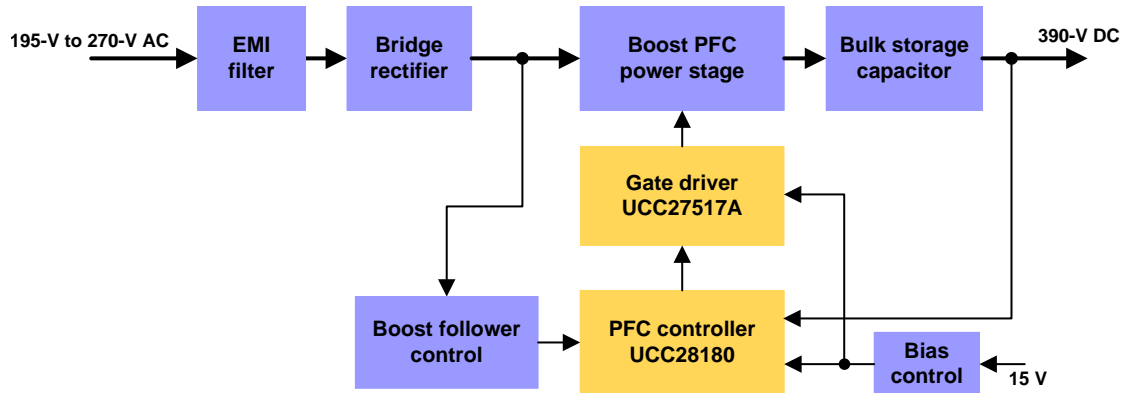 195-V to 270-V AC
EMI
filter
Bridge
rectifier
Boost PFC
power stage
Bulk storage
capacitor
390-V DC
Gate driver
UCC27517A
Boost follower
control
PFC controller
UCC28180
Bias
control
15 V